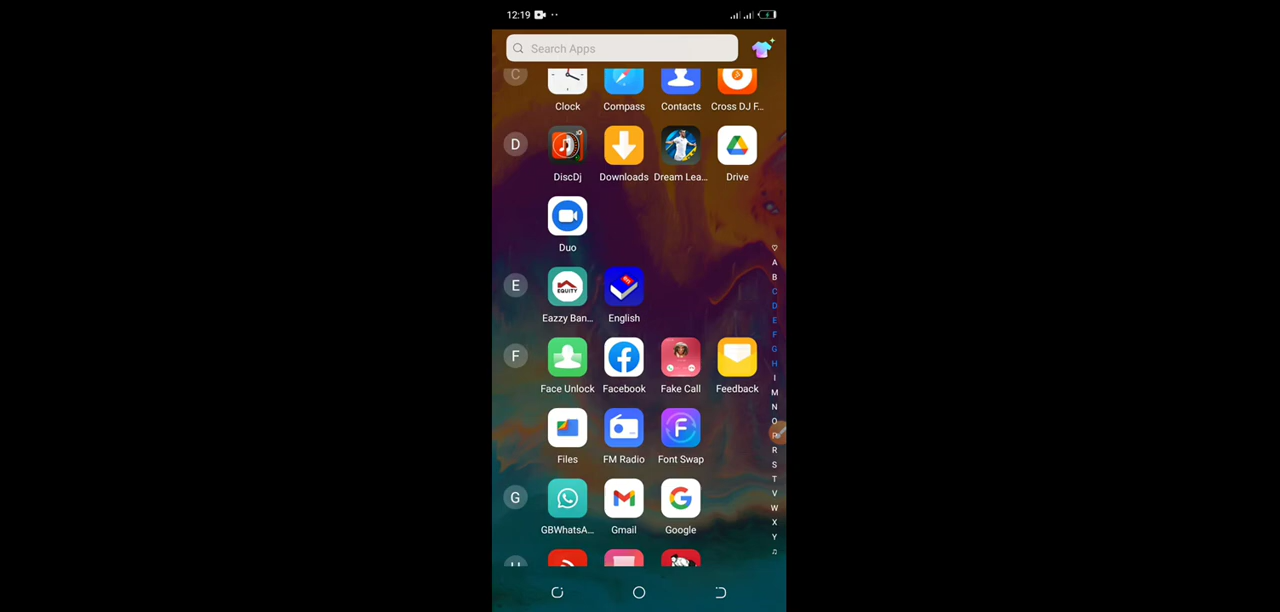 12:19
Search Apps
C
Clock Compass Contacts Cross DJ F...
D
DiscDj Downloads Dream Lea... Drive
Duo
E
EQUITY
Eazzy Ban... English
F
Face Unlock Facebook Fake Call Feedback
Files FM Radio Font Swap
G
GBWhatsA... Gmail Google
H
A
B
C
D
E
F
G
H
I
M
N
O
P
R
S
T
V
W
X
Y